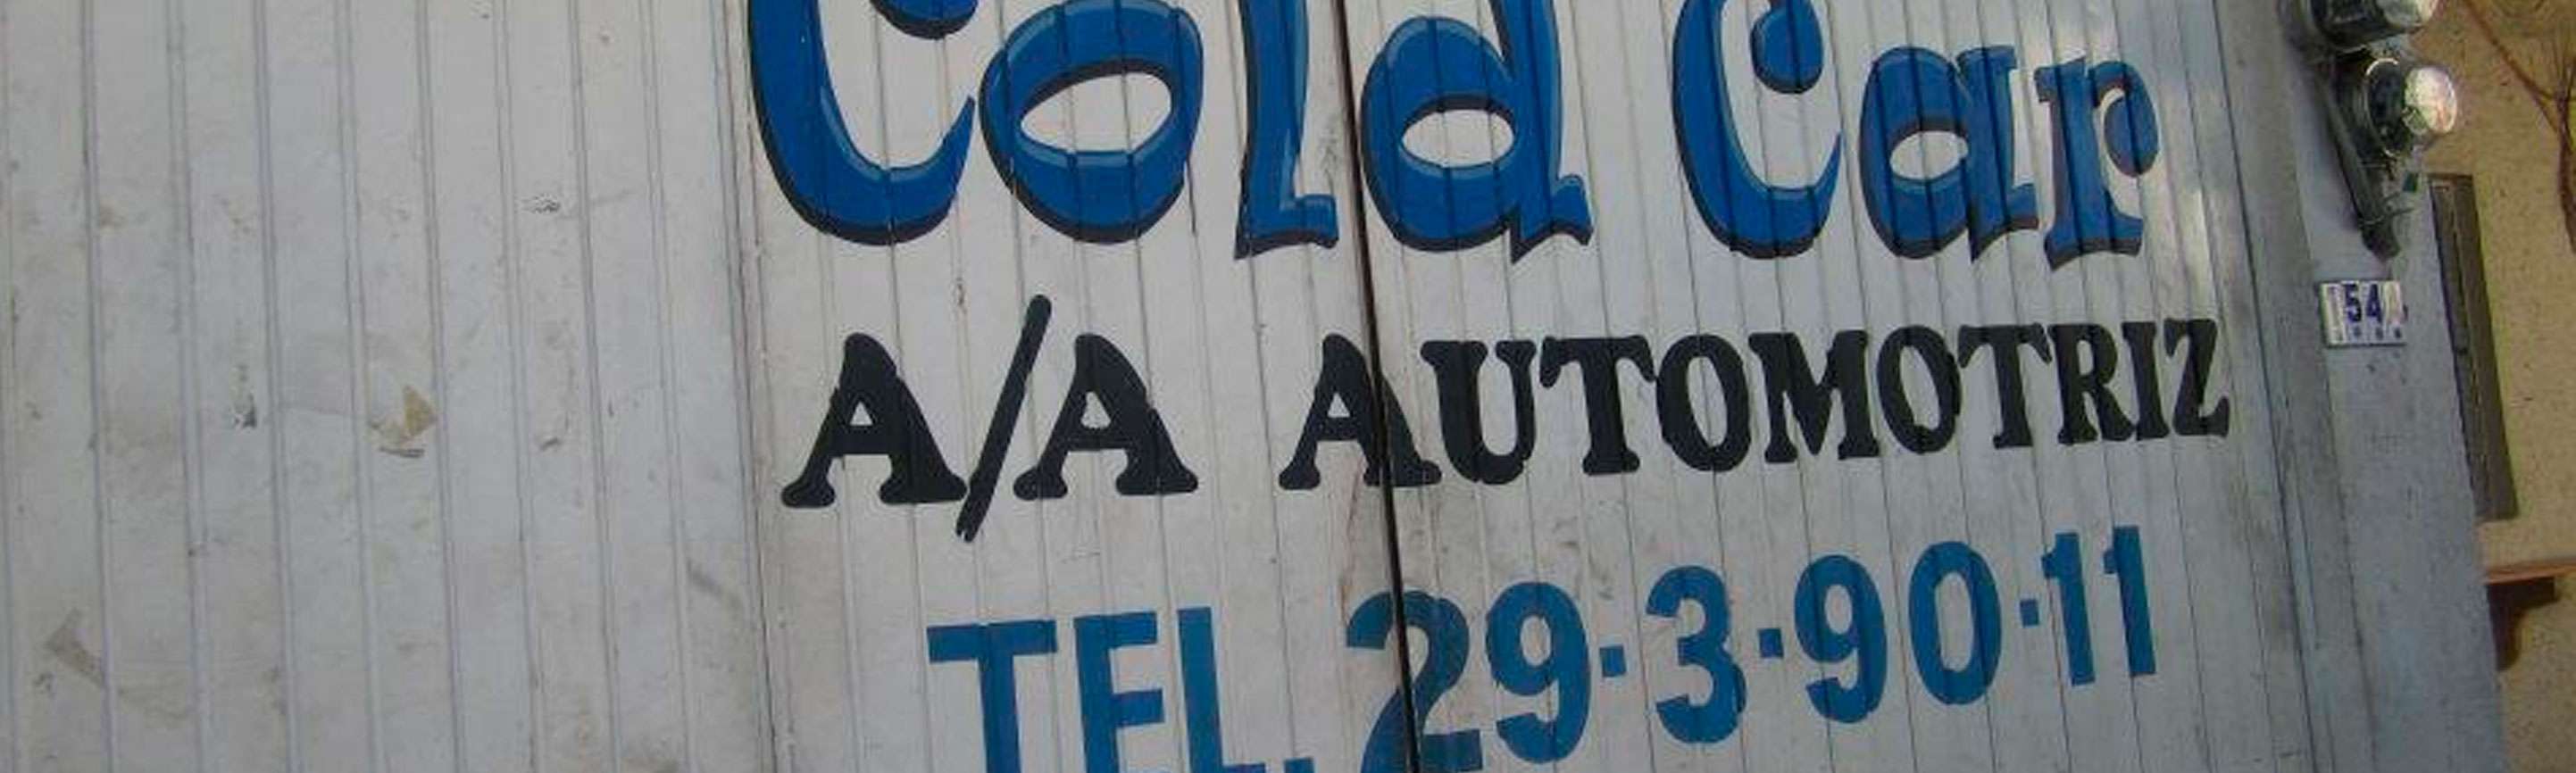 Cold Car
A/A AUTOMOTRIZ
TEL. 29·3·90·11
54